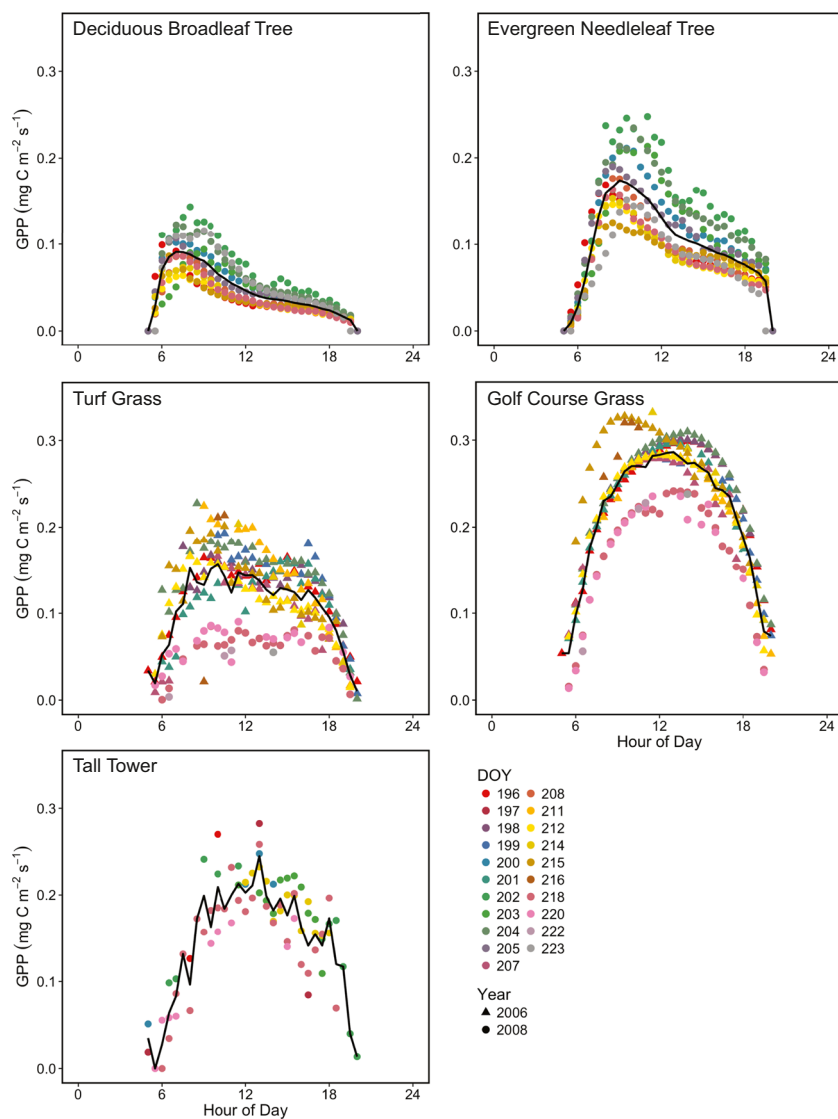 Deciduous Broadleaf Tree
Evergreen Needleleaf Tree
GPP (mg C m⁻² s⁻¹)
0.3
0.2
0.1
0.0
0.3
0.2
0.1
0.0
0 6 12 18 24
0 6 12 18 24
Turf Grass
Golf Course Grass
GPP (mg C m⁻² s⁻¹)
0.3
0.2
0.1
0.0
0.3
0.2
0.1
0.0
0 6 12 18 24
0 6 12 18 24
Hour of Day
Tall Tower
GPP (mg C m⁻² s⁻¹)
0.3
0.2
0.1
0.0
0 6 12 18 24
Hour of Day
DOY
196 208
197 211
198 212
199 214
200 215
201 216
202 218
203 220
204 222
205 223
207
Year
2006
2008